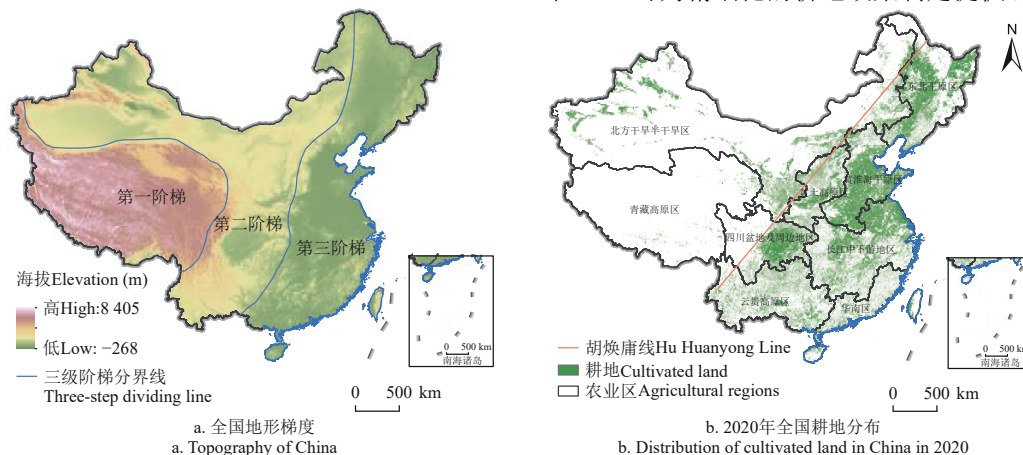 第一阶梯
第二阶梯
第三阶梯
海拔Elevation (m)
高High:8 405
低Low: −268
三级阶梯分界线
Three-step dividing line
0 500 km
0 500 km
南海诸岛
a. 全国地形梯度
a. Topography of China
N
东北平原区
北方干旱半干旱区
黄淮海平原区
青藏高原区
四川盆地及周边地区
长江中下游地区
云贵高原区
华南区
胡焕庸线Hu Huanyong Line
耕地Cultivated land
农业区Agricultural regions
0 500 km
0 500 km
南海诸岛
b. 2020年全国耕地分布
b. Distribution of cultivated land in China in 2020